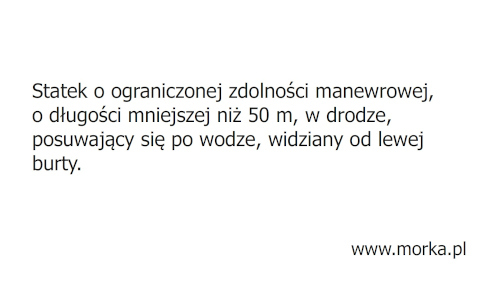 Statek o ograniczonej zdolności manewrowej,
o długości mniejszej niż 50 m, w drodze,
posuwający się po wodze, widziany od lewej
burty.
www.morka.pl